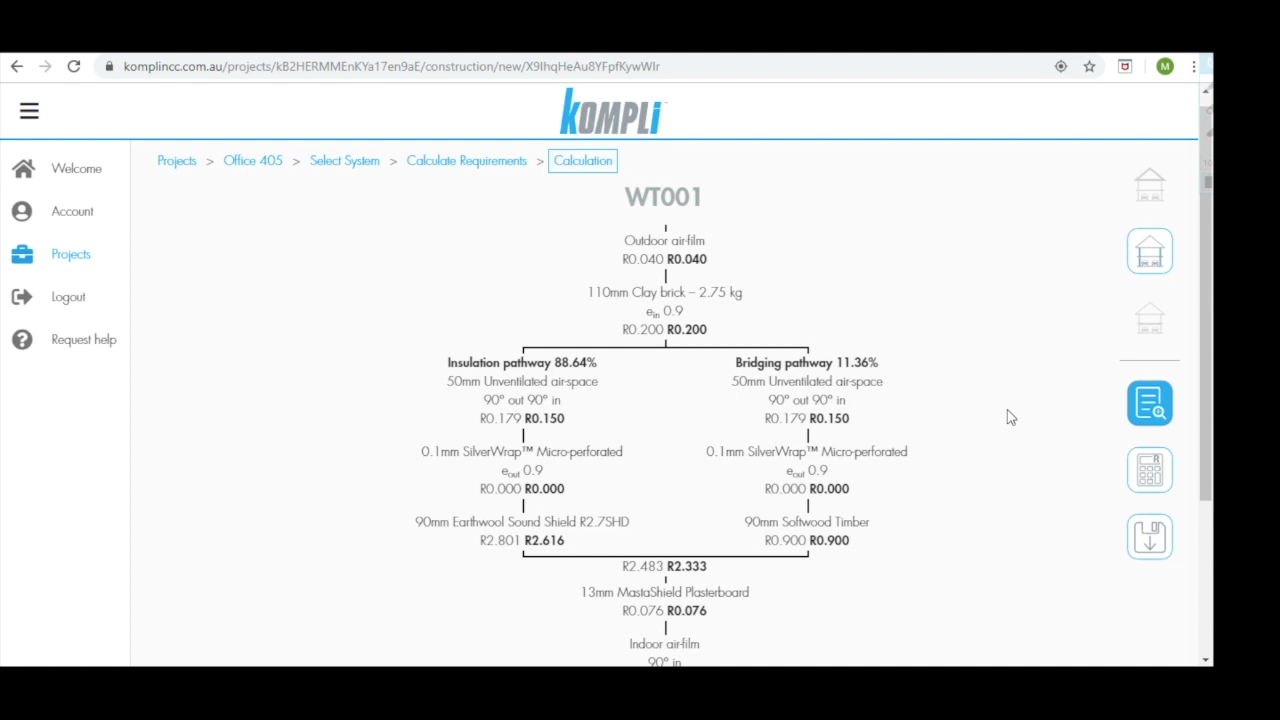 komplincc.com.au/projects/kB2HERMMEnKYa17en9aE/construction/new/X9IhqHeAu8YFpfKywWIr
M
KOMPLi™
Projects > Office 405 > Select System > Calculate Requirements > Calculation
Welcome
Account
Projects
Logout
Request help
WT001
Outdoor air-film
R0.040 R0.040
110mm Clay brick – 2.75 kg
ein 0.9
R0.200 R0.200
Insulation pathway 88.64%
50mm Unventilated air-space
90° out 90° in
R0.179 R0.150
0.1mm SilverWrap™ Micro-perforated
eout 0.9
R0.000 R0.000
90mm Earthwool Sound Shield R2.7SHD
R2.801 R2.616
Bridging pathway 11.36%
50mm Unventilated air-space
90° out 90° in
R0.179 R0.150
0.1mm SilverWrap™ Micro-perforated
eout 0.9
R0.000 R0.000
90mm Softwood Timber
R0.900 R0.900
R2.483 R2.333
13mm MastaShield Plasterboard
R0.076 R0.076
Indoor air-film
90° in
R